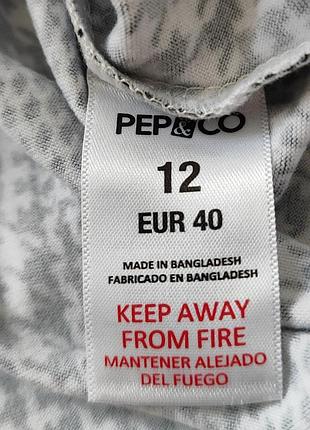 PEP&CO
12
EUR 40
MADE IN BANGLADESH
FABRICADO EN BANGLADESH
KEEP AWAY
FROM FIRE
MANTENER ALEJADO
DEL FUEGO